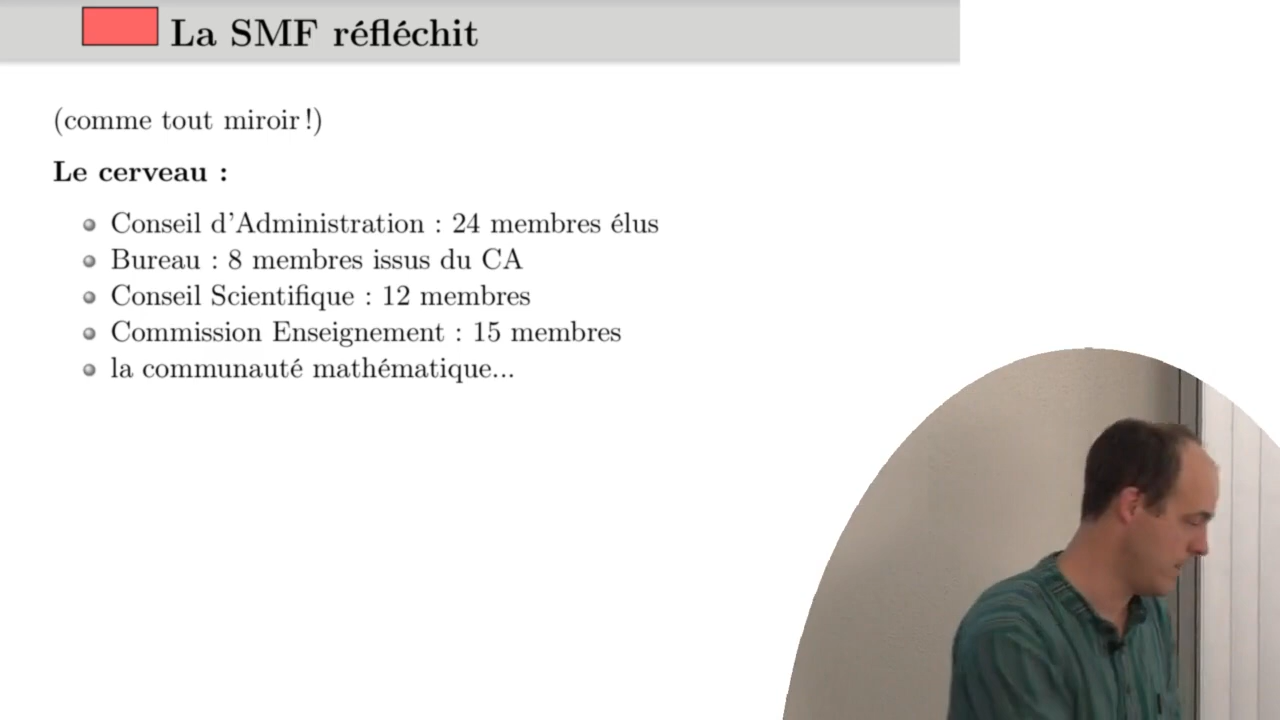 La SMF réfléchit
(comme tout miroir !)
Le cerveau :
Conseil d'Administration : 24 membres élus
Bureau : 8 membres issus du CA
Conseil Scientifique : 12 membres
Commission Enseignement : 15 membres
la communauté mathématique...